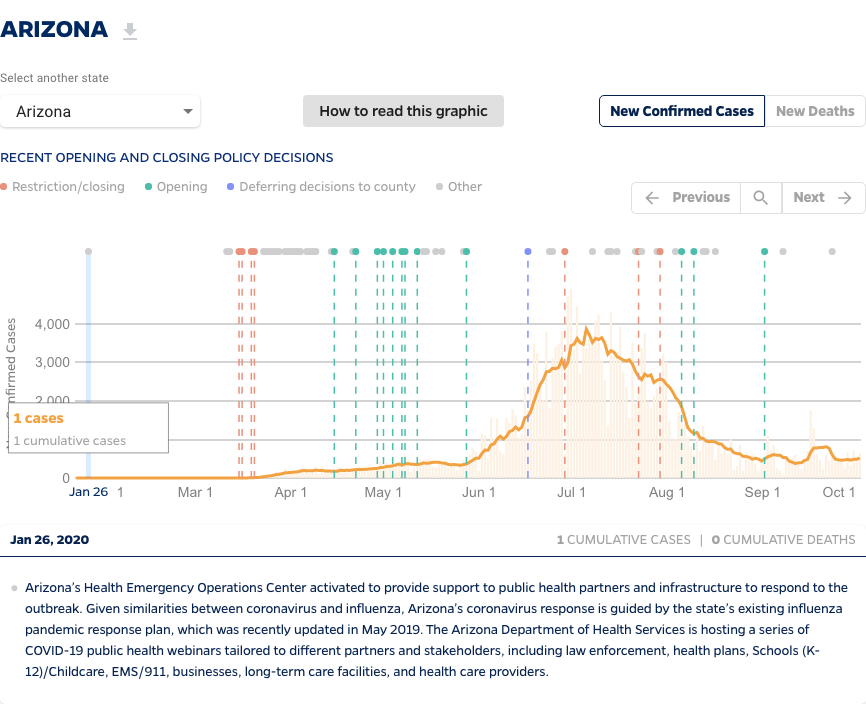 ARIZONA
Select another state
Arizona
How to read this graphic
New Confirmed Cases
New Deaths
RECENT OPENING AND CLOSING POLICY DECISIONS
Restriction/closing
Opening
Deferring decisions to county
Other
Previous
Next
4,000
3,000
2,000
0
nfirmed Cases
1 cases
1 cumulative cases
Jan 26
1
Mar 1
Apr 1
May 1
Jun 1
Jul 1
Aug 1
Sep 1
Oct 1
Jan 26, 2020
1 CUMULATIVE CASES | 0 CUMULATIVE DEATHS
Arizona's Health Emergency Operations Center activated to provide support to public health partners and infrastructure to respond to the
outbreak. Given similarities between coronavirus and influenza, Arizona's coronavirus response is guided by the state's existing influenza
pandemic response plan, which was recently updated in May 2019. The Arizona Department of Health Services is hosting a series of
COVID-19 public health webinars tailored to different partners and stakeholders, including law enforcement, health plans, Schools (K-
12)/Childcare, EMS/911, businesses, long-term care facilities, and health care providers.